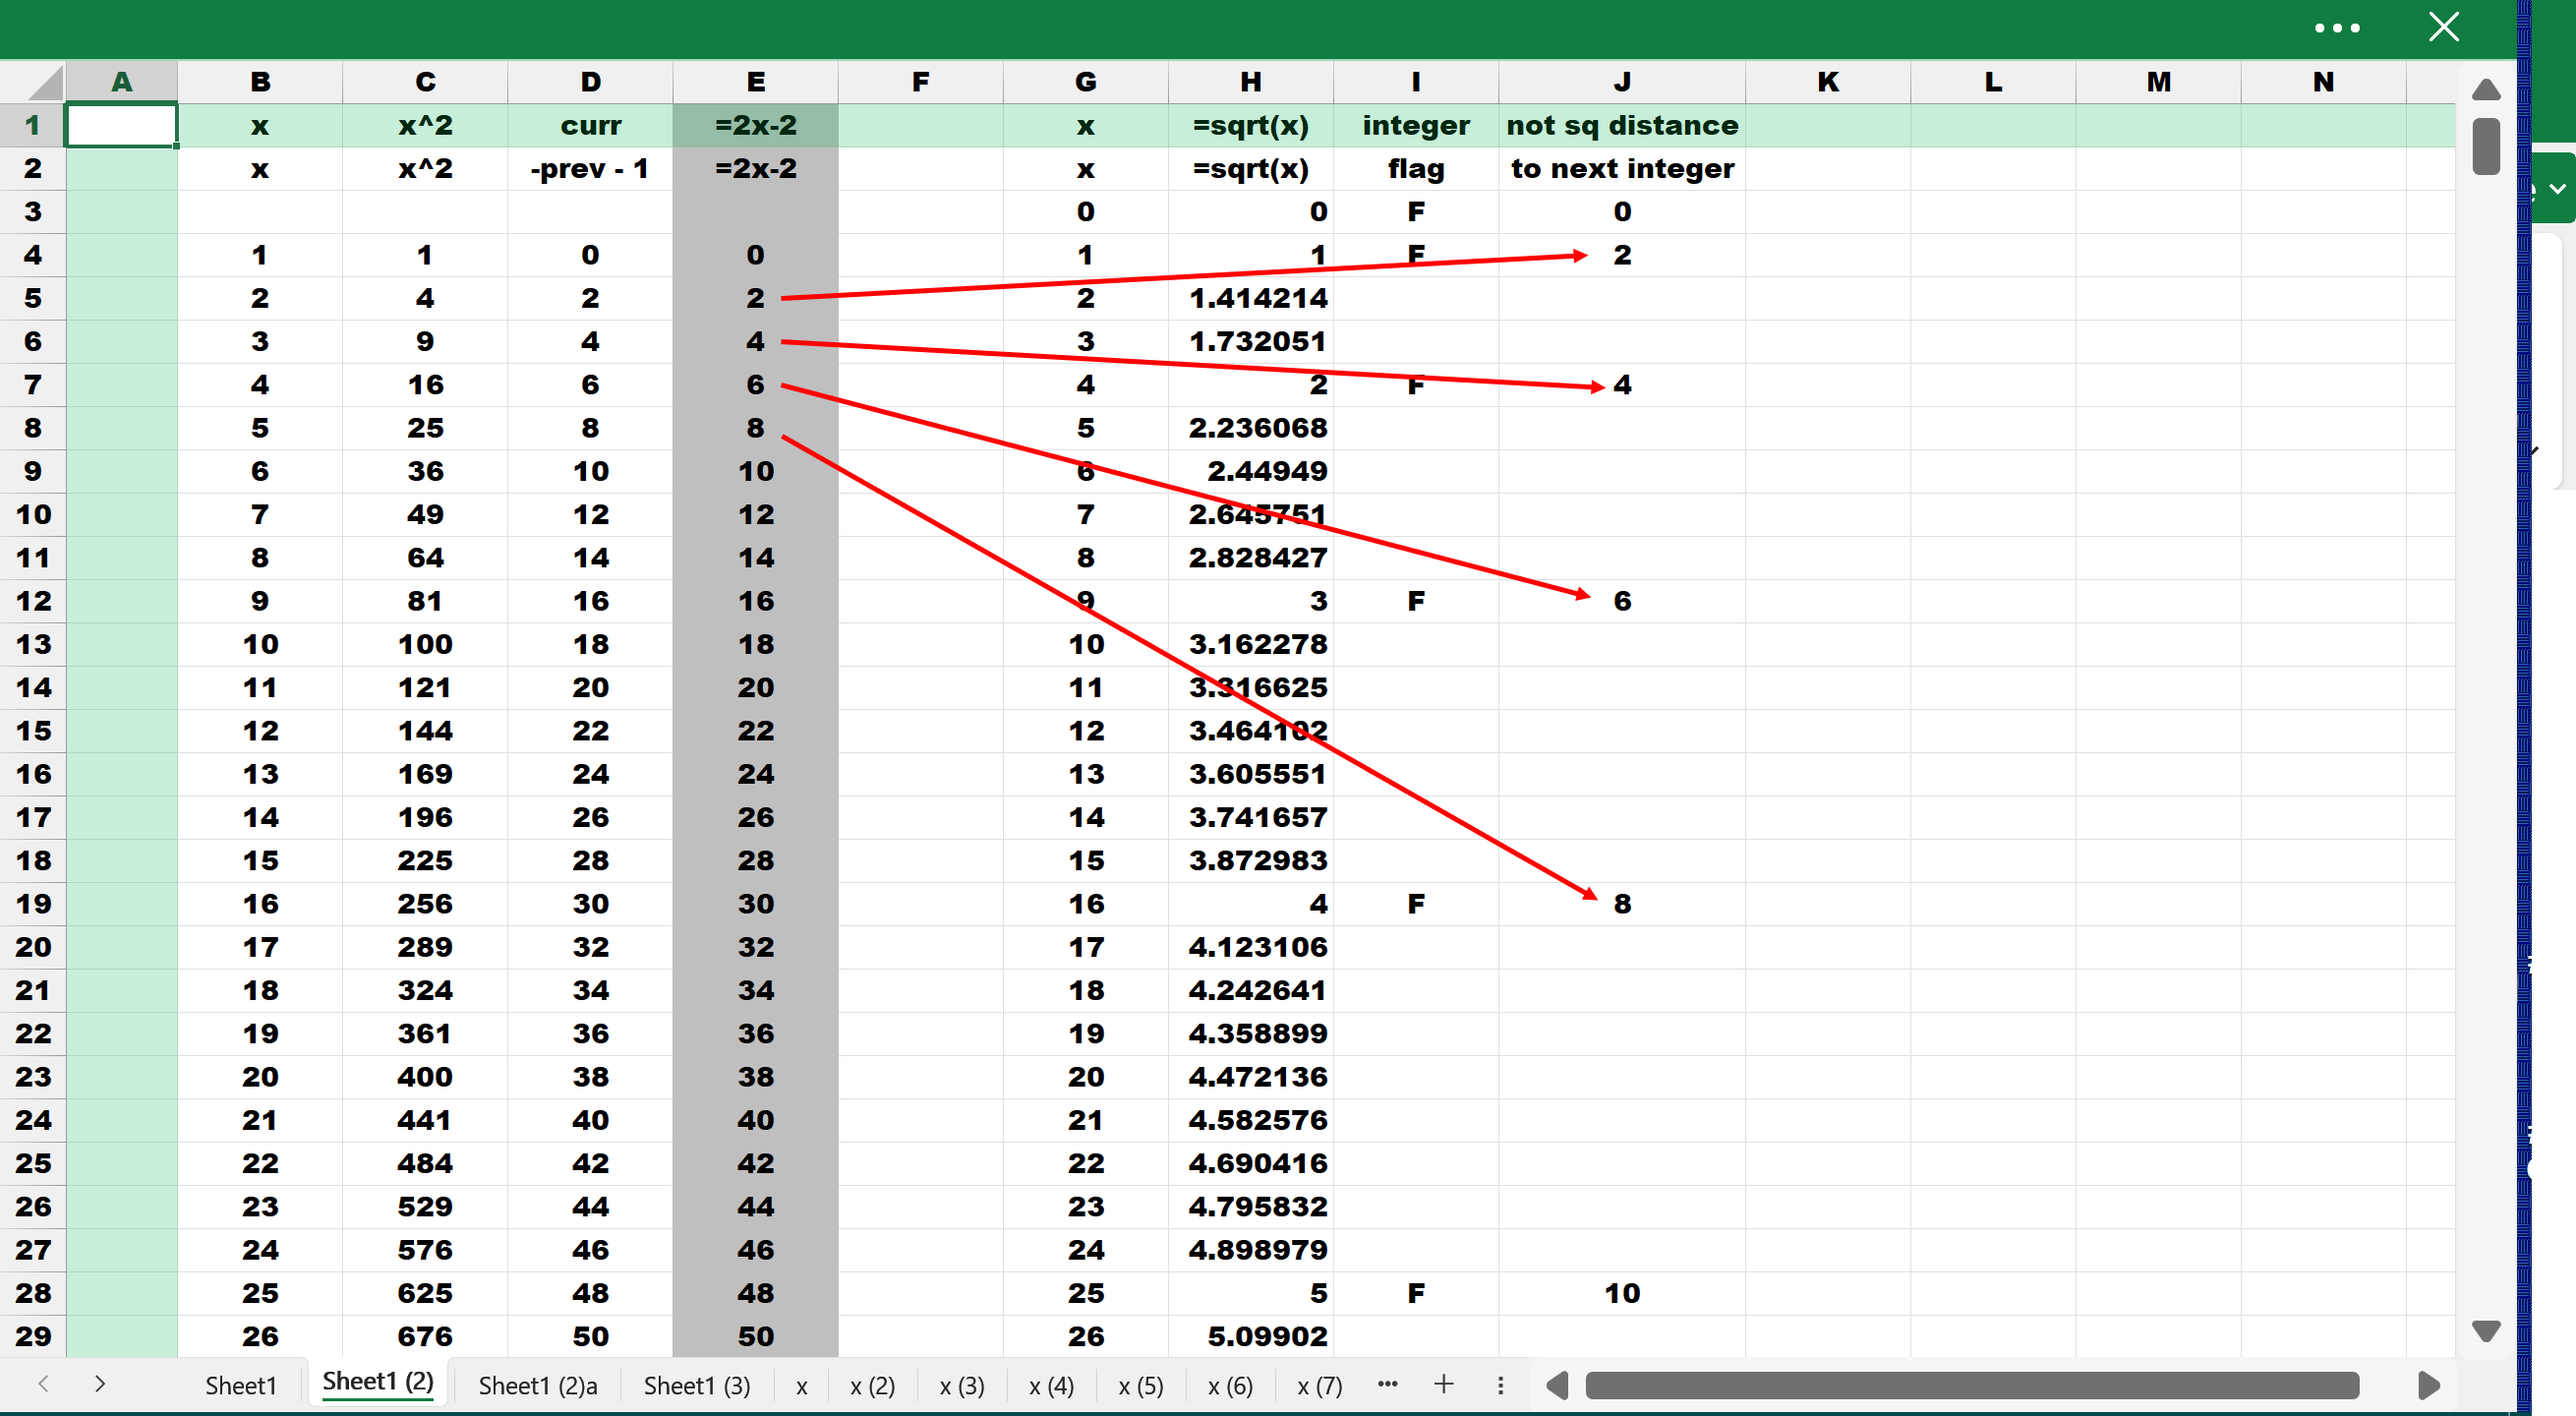 A B C D E F G H I J K L M N
1 x x^2 curr =2x-2 x =sqrt(x) integer not sq distance
2 x x^2 -prev - 1 =2x-2 x =sqrt(x) flag to next integer
3 0 0 F 0
4 1 1 0 0 1 1 F 2
5 2 4 2 2 2 1.414214
6 3 9 4 4 3 1.732051
7 4 16 6 6 4 2 F 4
8 5 25 8 8 5 2.236068
9 6 36 10 10 6 2.44949
10 7 49 12 12 7 2.645751
11 8 64 14 14 8 2.828427
12 9 81 16 16 9 3 F 6
13 10 100 18 18 10 3.162278
14 11 121 20 20 11 3.316625
15 12 144 22 22 12 3.464102
16 13 169 24 24 13 3.605551
17 14 196 26 26 14 3.741657
18 15 225 28 28 15 3.872983
19 16 256 30 30 16 4 F 8
20 17 289 32 32 17 4.123106
21 18 324 34 34 18 4.242641
22 19 361 36 36 19 4.358899
23 20 400 38 38 20 4.472136
24 21 441 40 40 21 4.582576
25 22 484 42 42 22 4.690416
26 23 529 44 44 23 4.795832
27 24 576 46 46 24 4.898979
28 25 625 48 48 25 5 F 10
29 26 676 50 50 26 5.09902
Sheet1 Sheet1 (2) Sheet1 (2)a Sheet1 (3) x x (2) x (3) x (4) x (5) x (6) x (7)